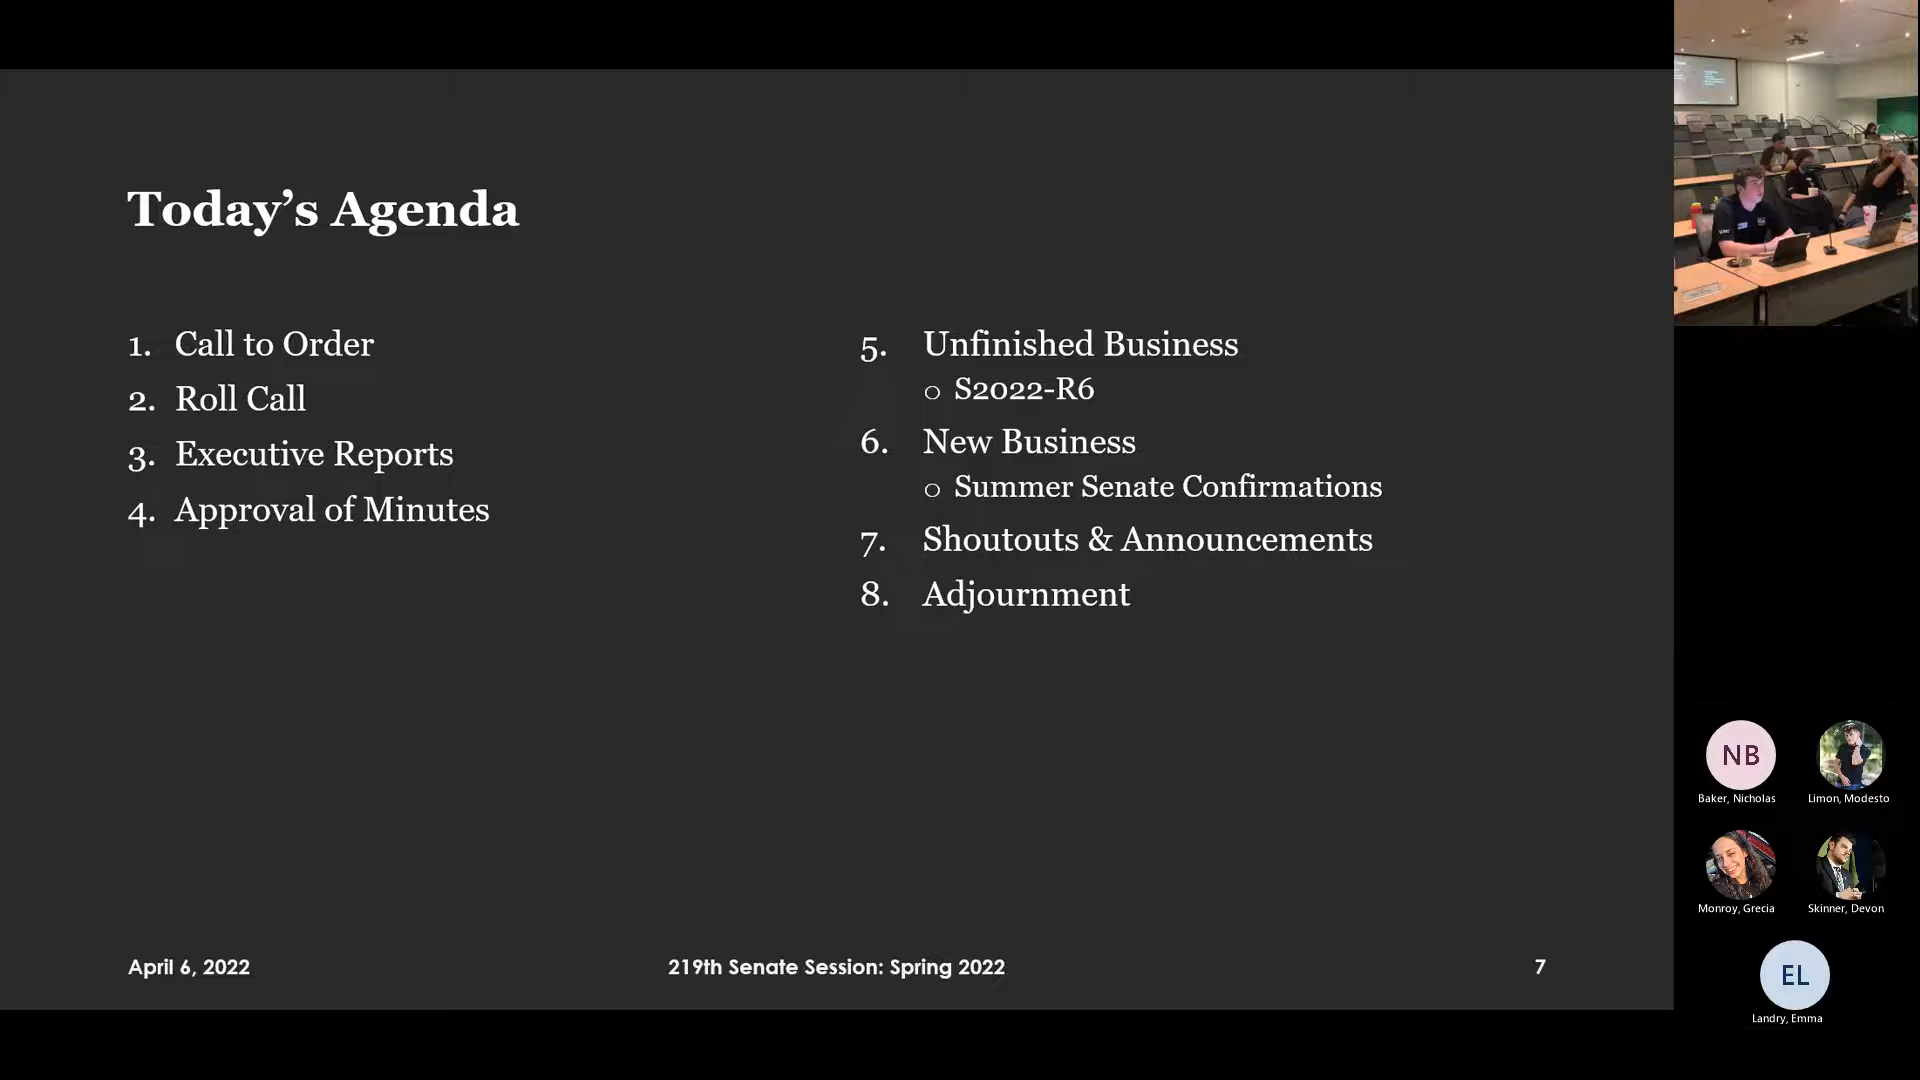 Today's Agenda
1. Call to Order
2. Roll Call
3. Executive Reports
4. Approval of Minutes
5. Unfinished Business
o S2022-R6
6. New Business
o Summer Senate Confirmations
7. Shoutouts & Announcements
8. Adjournment
April 6, 2022
219th Senate Session: Spring 2022
7
NB
Baker, Nicholas
Limon, Modesto
Monroy, Grecia
Skinner, Devon
EL
Landry, Emma